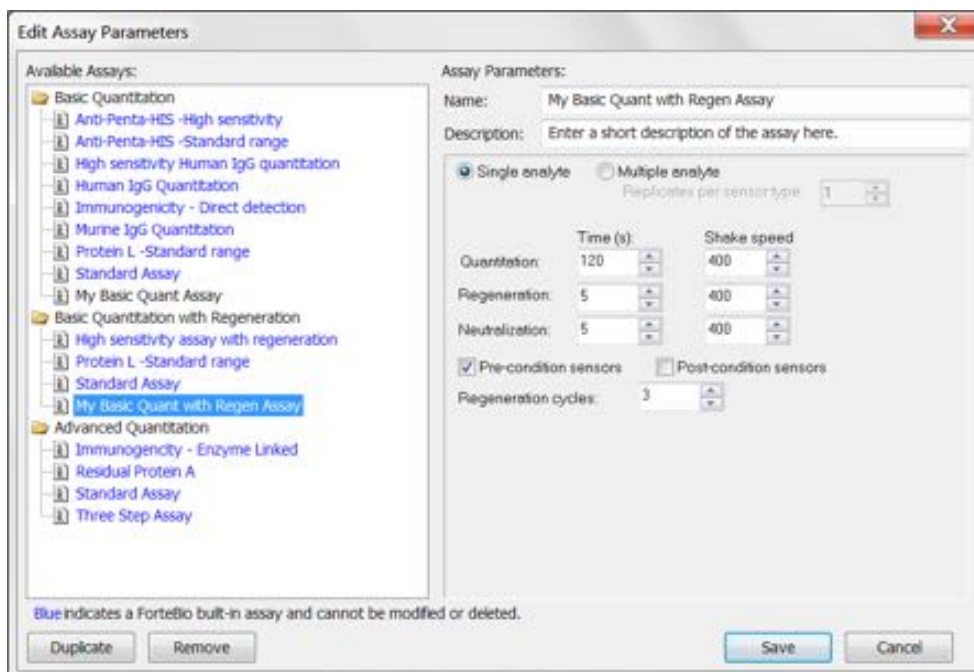 Edit Assay Parameters
X
Available Assays:
Basic Quantitation
Anti-Penta-HIS -High sensitivity
Anti-Penta-HIS -Standard range
High sensitivity Human IgG quantitation
Human IgG Quantitation
Immunogenicity - Direct detection
Murine IgG Quantitation
Protein L -Standard range
Standard Assay
My Basic Quant Assay
Basic Quantitation with Regeneration
High sensitivity assay with regeneration
Protein L -Standard range
Standard Assay
My Basic Quant with Regen Assay
Advanced Quantitation
Immunogencity - Enzyme Linked
Residual Protein A
Standard Assay
Three Step Assay
Assay Parameters:
Name: My Basic Quant with Regen Assay
Description: Enter a short description of the assay here.
Single analyte Multiple analyte
Replicates per sensor type: 1
Time (s): Shake speed
Quantitation: 120 400
Regeneration: 5 400
Neutralization: 5 400
Pre-condition sensors Post-condition sensors
Regeneration cycles: 3
Blue indicates a ForteBio built-in assay and cannot be modified or deleted.
Duplicate Remove Save Cancel